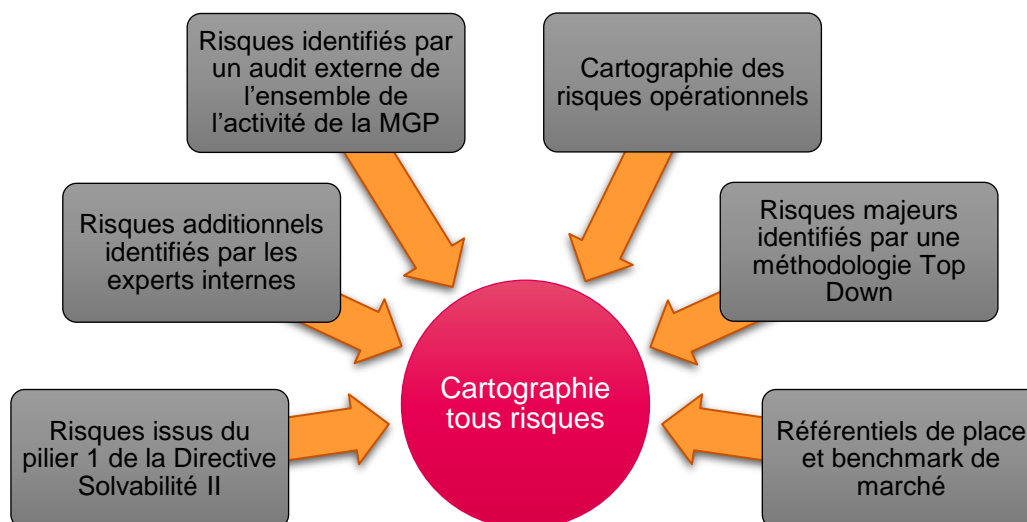 Risques identifiés par
un audit externe de
l'ensemble de
l'activité de la MGP
Cartographie des
risques opérationnels
Risques additionnels
identifiés par les
experts internes
Risques majeurs
identifiés par une
méthodologie Top
Down
Cartographie
tous risques
Risques issus du
pilier 1 de la Directive
Solvabilité II
Référentiels de place
et benchmark de
marché